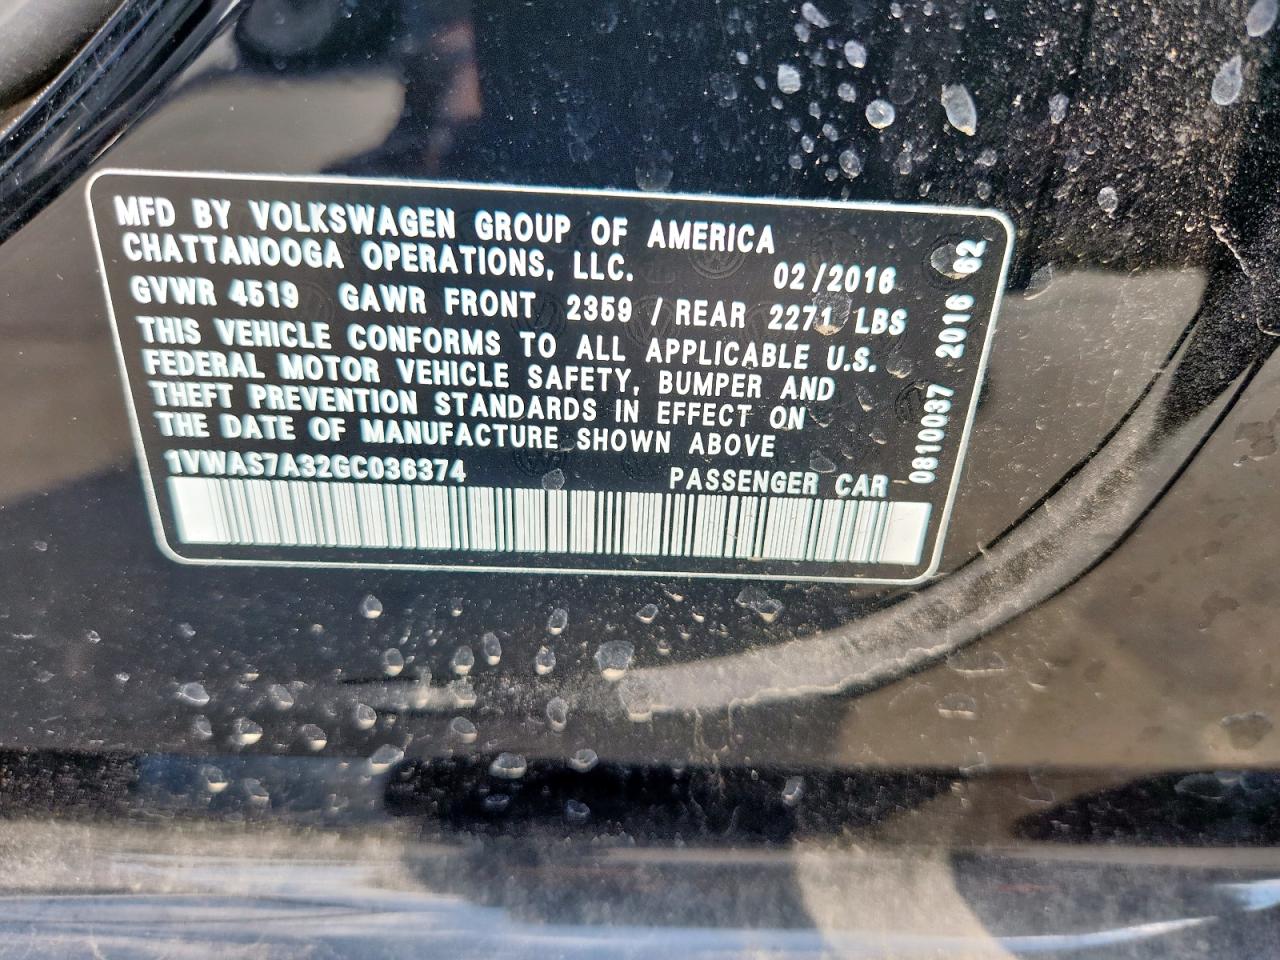 MFD BY VOLKSWAGEN GROUP OF AMERICA
CHATTANOOGA OPERATIONS, LLC. 02/2016
GVWR 4519 GAWR FRONT 2359 / REAR 2271 LBS
THIS VEHICLE CONFORMS TO ALL APPLICABLE U.S.
FEDERAL MOTOR VEHICLE SAFETY, BUMPER AND
THEFT PREVENTION STANDARDS IN EFFECT ON
THE DATE OF MANUFACTURE SHOWN ABOVE
1VWAS7A32GC036374 PASSENGER CAR
0810037 2016 62